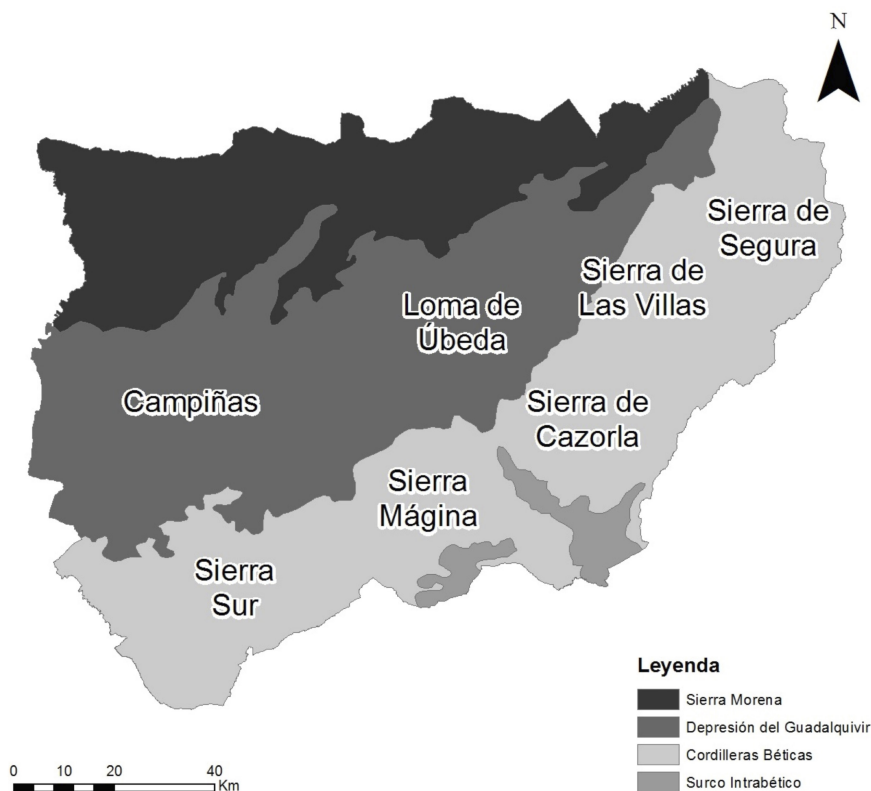 N
Sierra de
Segura
Sierra de
Las Villas
Loma de
Úbeda
Campiñas
Sierra de
Cazorla
Sierra
Mágina
Sierra
Sur
Leyenda
Sierra Morena
Depresión del Guadalquivir
Cordilleras Béticas
Surco Intrabético
0 10 20 40
Km